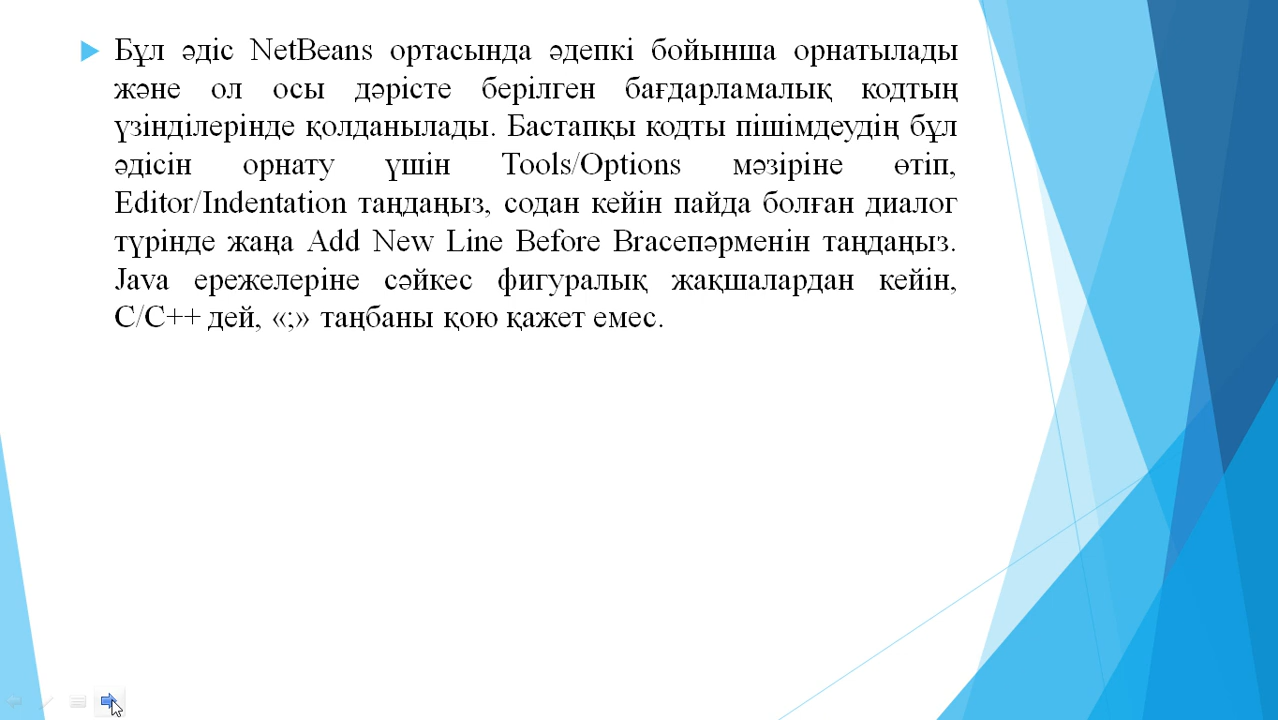 Бұл әдіс NetBeans ортасында әдепкі бойынша орнатылады
және ол осы дәрісте берілген бағдарламалық кодтың
үзінділерінде қолданылады. Бастапқы кодты пішімдеудің бұл
әдісін орнату үшін Tools/Options мәзіріне өтіп,
Editor/Indentation таңдаңыз, содан кейін пайда болған диалог
түрінде жаңа Add New Line Before Braceпәрменін таңдаңыз.
Java ережелеріне сәйкес фигуралық жақшалардан кейін,
C/C++ дей, «;» таңбаны қою қажет емес.